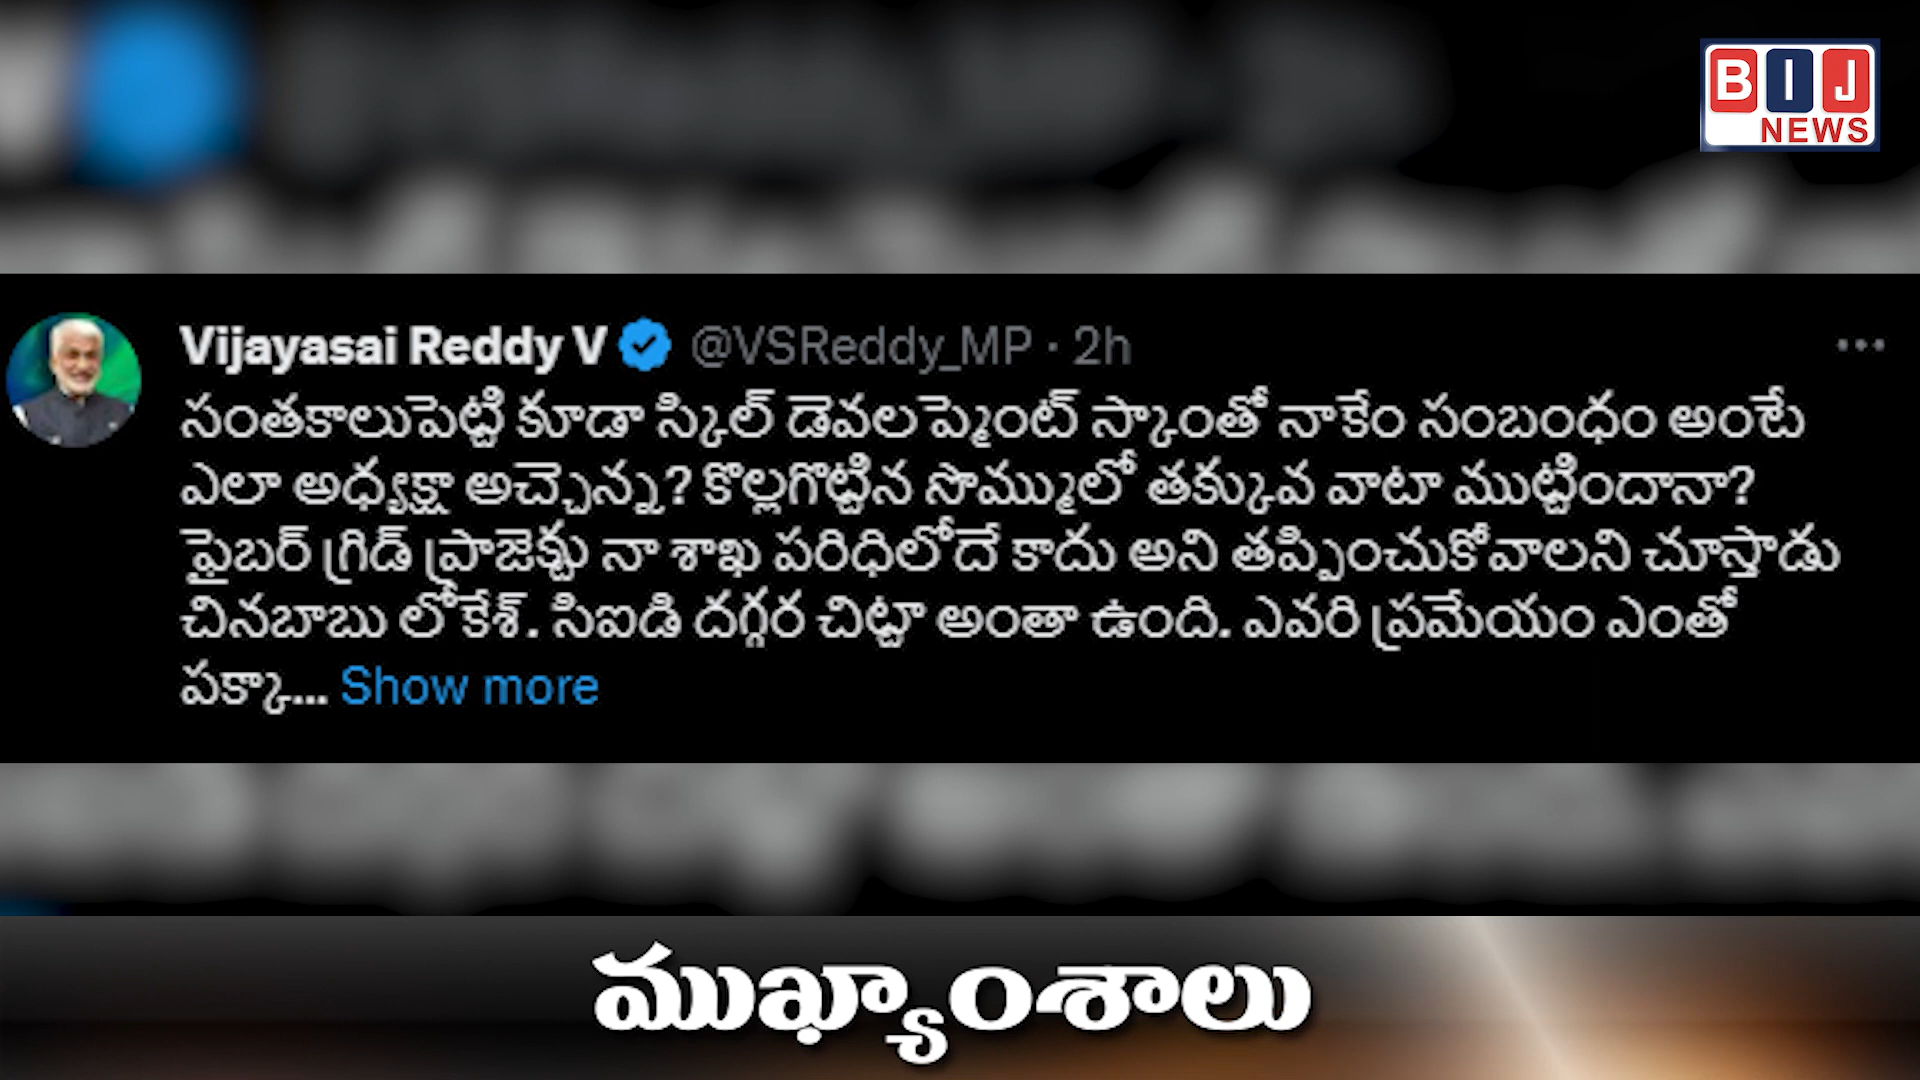 BIJ
NEWS
Vijayasai Reddy V @VSReddy_MP · 2h
సంతకాలుపెట్టి కూడా స్కిల్ డెవలప్మెంట్ స్కాంతో నాకేం సంబంధం అంటే
ఎలా అధ్యక్షా అచ్చెన్న? కొల్లగొట్టిన సొమ్ములో తక్కువ వాటా ముట్టిందానా?
ఫైబర్ గ్రిడ్ ప్రాజెక్టు నా శాఖ పరిధిలోదే కాదు అని తప్పించుకోవాలని చూస్తాడు
చినబాబు లోకేశ్. సిఐడి దగ్గర చిట్టా అంతా ఉంది. ఎవరి ప్రమేయం ఎంతో
పక్కా... Show more
ముఖ్యాంశాలు